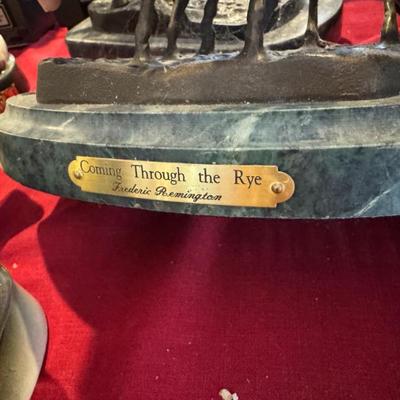 Coming Through the Rye
Frederic Remington